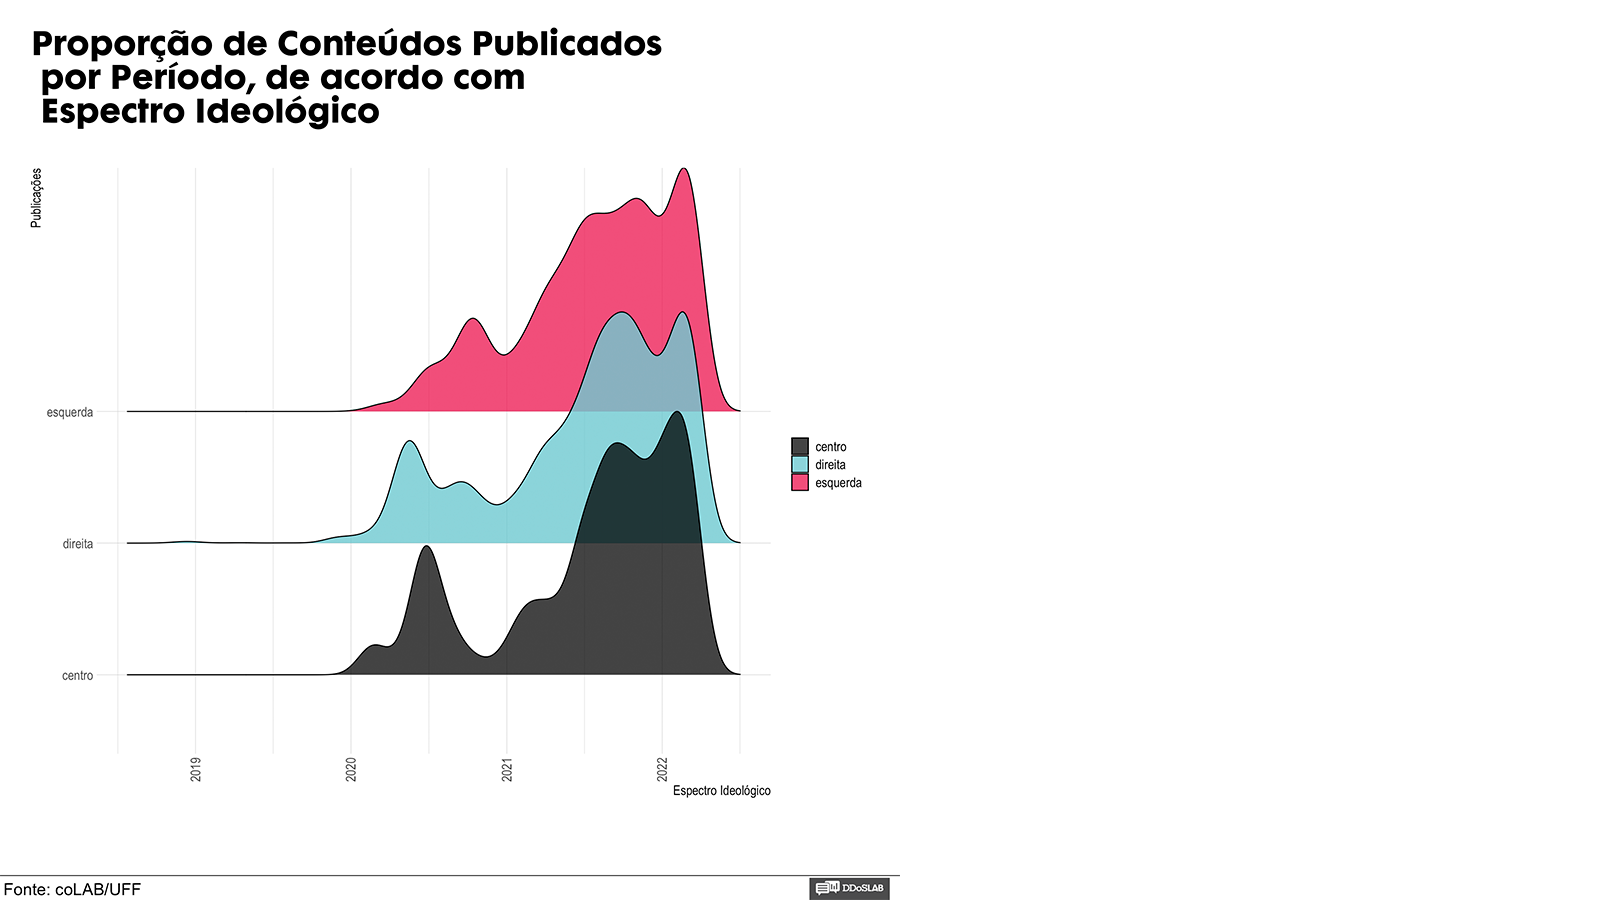 Proporção de Conteúdos Publicados
por Período, de acordo com
Espectro Ideológico
Publicações
esquerda
direita
centro
centro
direita
esquerda
2019
2020
2021
2022
Espectro Ideológico
Fonte: coLAB/UFF
DDoSLAB